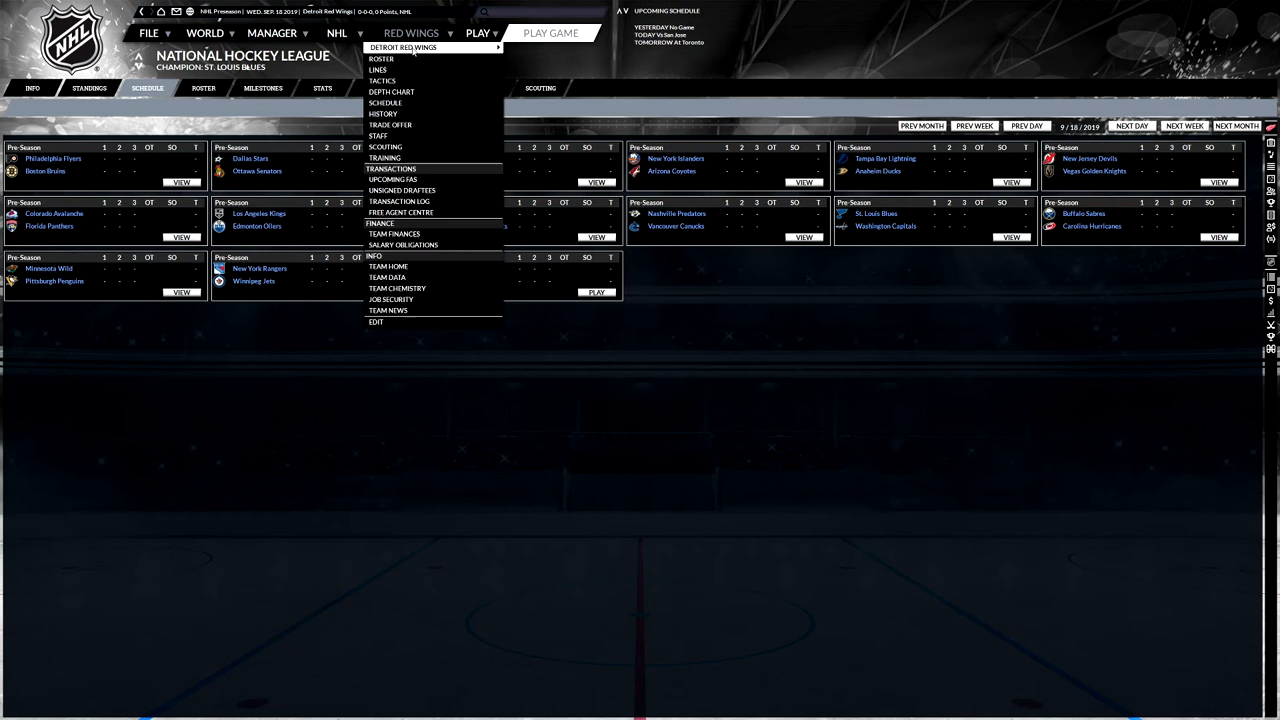 NHL Preseason | WED. SEP. 18 2019 | Detroit Red Wings | 0-0-0, 0 Points, NHL
UPCOMING SCHEDULE
YESTERDAY No Game
TODAY Vs San Jose
TOMORROW At Toronto
FILE WORLD MANAGER NHL RED WINGS PLAY PLAY GAME
NHL
NATIONAL HOCKEY LEAGUE
CHAMPION: ST. LOUIS BLUES
INFO STANDINGS SCHEDULE ROSTER MILESTONES STATS SCOUTING
DETROIT RED WINGS
ROSTER
LINES
TACTICS
DEPTH CHART
SCHEDULE
HISTORY
TRADE OFFER
STAFF
SCOUTING
TRAINING
TRANSACTIONS
UPCOMING FAS
UNSIGNED DRAFTEES
TRANSACTION LOG
FREE AGENT CENTRE
FINANCE
TEAM FINANCES
SALARY OBLIGATIONS
INFO
TEAM HOME
TEAM DATA
TEAM CHEMISTRY
JOB SECURITY
TEAM NEWS
EDIT
PREV MONTH PREV WEEK PREV DAY 9 / 18 / 2019 NEXT DAY NEXT WEEK NEXT MONTH
Pre-Season 1 2 3 OT SO T
Philadelphia Flyers - - - -
Boston Bruins - - - -
VIEW
Pre-Season 1 2 3 OT
Dallas Stars - - -
Ottawa Senators - - -
1 2 3 OT SO T
- - - -
- - - -
VIEW
Pre-Season 1 2 3 OT SO T
New York Islanders - - - -
Arizona Coyotes - - - -
VIEW
Pre-Season 1 2 3 OT SO T
Tampa Bay Lightning - - - -
Anaheim Ducks - - - -
VIEW
Pre-Season 1 2 3 OT SO T
New Jersey Devils - - - -
Vegas Golden Knights - - - -
VIEW
Pre-Season 1 2 3 OT SO T
Colorado Avalanche - - - -
Florida Panthers - - - -
VIEW
Pre-Season 1 2 3 OT
Los Angeles Kings - - -
Edmonton Oilers - - -
1 2 3 OT SO T
- - - -
s - - - -
VIEW
Pre-Season 1 2 3 OT SO T
Nashville Predators - - - -
Vancouver Canucks - - - -
VIEW
Pre-Season 1 2 3 OT SO T
St. Louis Blues - - - -
Washington Capitals - - - -
VIEW
Pre-Season 1 2 3 OT SO T
Buffalo Sabres - - - -
Carolina Hurricanes - - - -
VIEW
Pre-Season 1 2 3 OT SO T
Minnesota Wild - - - -
Pittsburgh Penguins - - - -
VIEW
Pre-Season 1 2 3 OT
New York Rangers - - -
Winnipeg Jets - - -
1 2 3 OT SO T
- - - -
- - - -
PLAY